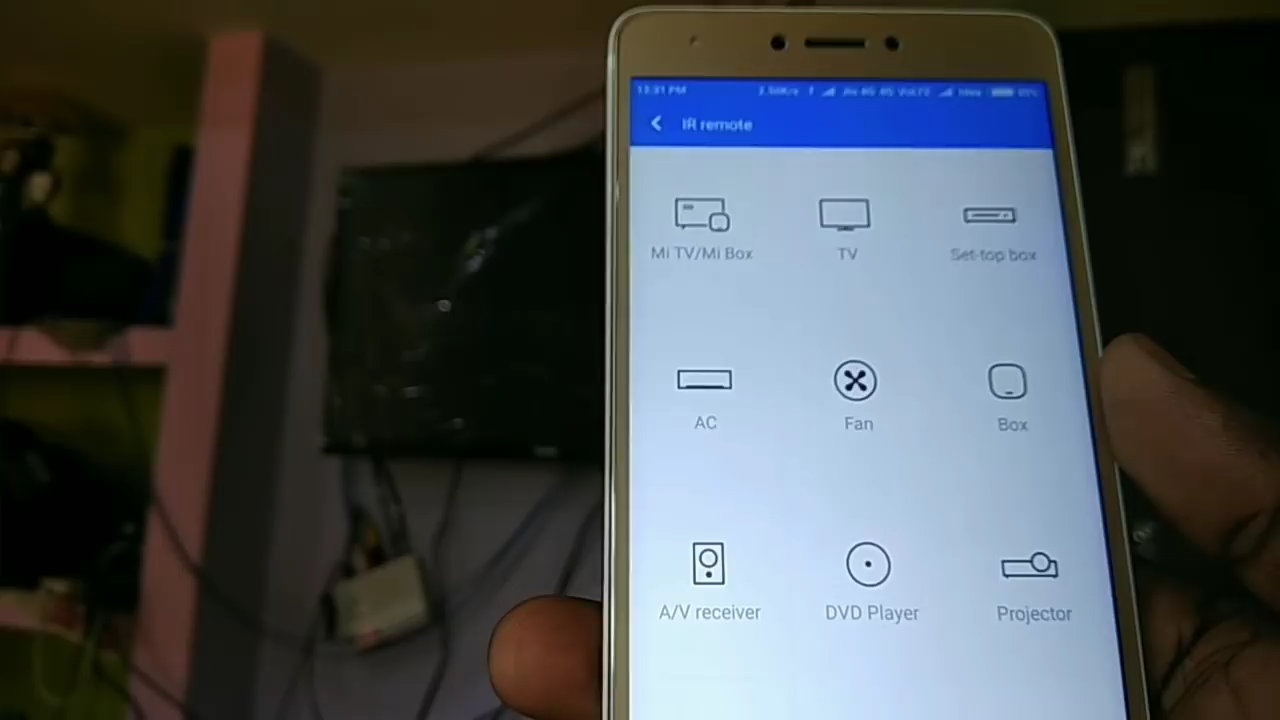 IR remote
Mi TV/Mi Box TV Set-top box
AC Fan Box
A/V receiver DVD Player Projector